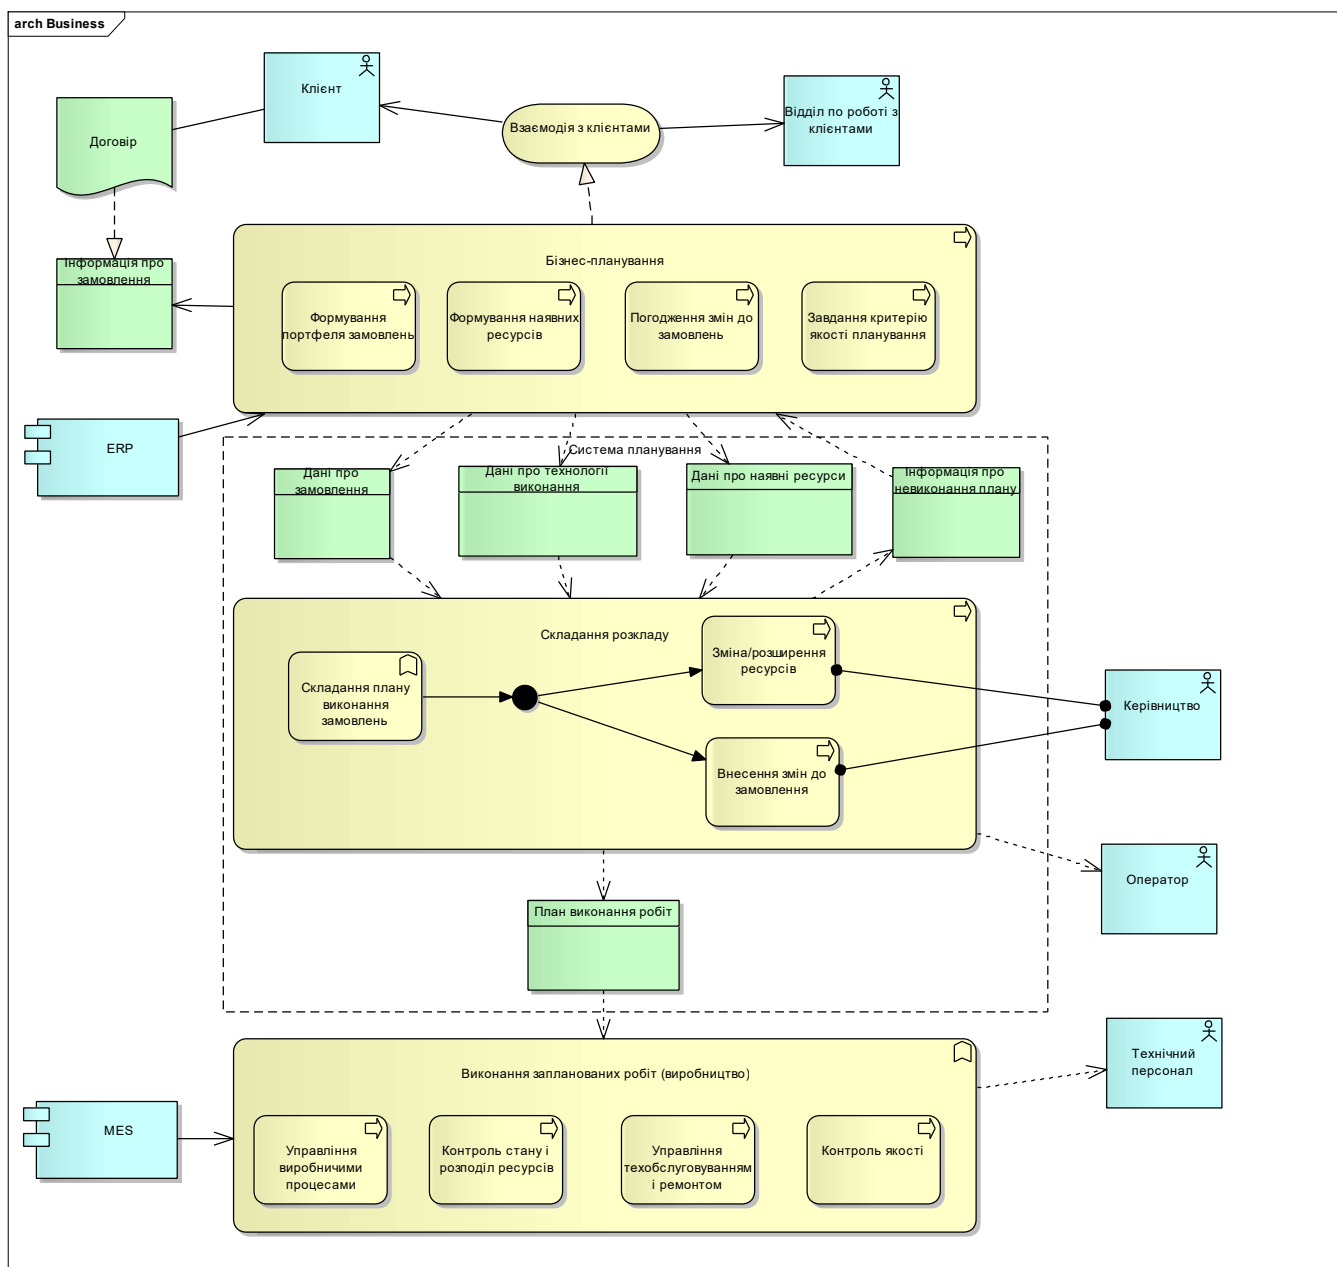 arch Business
Клієнт
Відділ по роботі з
клієнтами
Взаємодія з клієнтами
Договір
Інформація про
замовлення
Бізнес-планування
Формування
портфеля замовлень
Формування наявних
ресурсів
Погодження змін до
замовлень
Завдання критерію
якості планування
ERP
Система планування
Дані про
замовлення
Дані про технології
виконання
Дані про наявні ресурси
Інформація про
невиконання плану
Складання розкладу
Складання плану
виконання
замовлень
Зміна/розширення
ресурсів
Внесення змін до
замовлення
Керівництво
Оператор
План виконання робіт
Технічний
персонал
Виконання запланованих робіт (виробництво)
MES
Управління
виробничими
процесами
Контроль стану і
розподіл ресурсів
Управління
техобслуговуванням
і ремонтом
Контроль якості